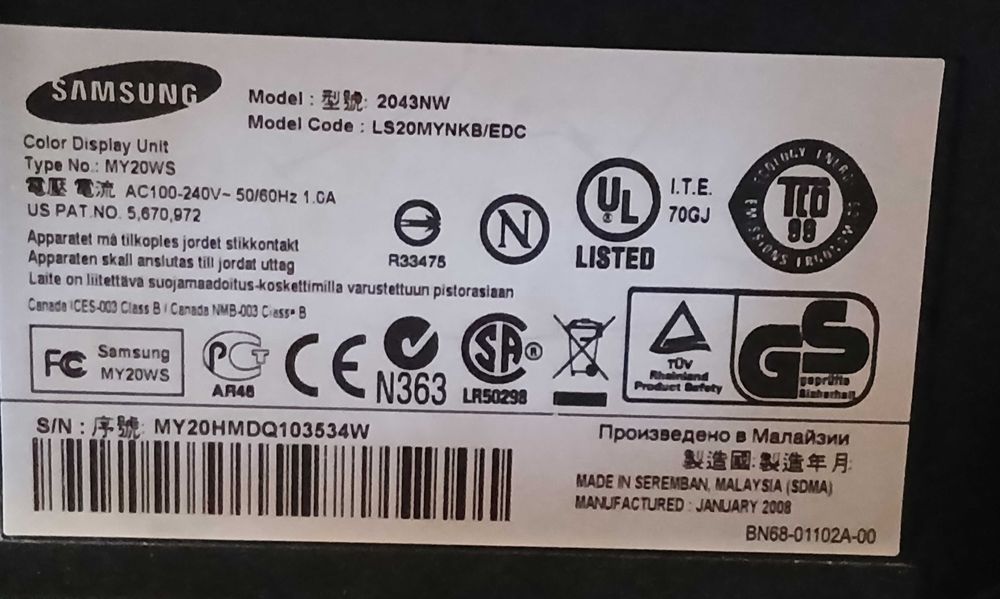 SAMSUNG
Model : 型號: 2043NW
Model Code : LS20MYNKB/EDC
Color Display Unit
Type No.: MY20WS
電壓 電流 AC100-240V~ 50/60Hz 1.0A
US PAT.NO. 5,670,972
Apparatet må tilkoples jordet stikkontakt
Apparaten skall anslutas till jordat uttag
Laite on liitettävä suojamaadoitus-koskettimilla varustettuun pistorasiaan
Canada ICES-003 Class B / Canada NMB-003 Classe B
R33475
N
UL
LISTED
I.T.E.
70GJ
ECOLOGY ENERGY
TCO
99
EMISSIONS ERGONOMICS
FC Samsung
MY20WS
PCT
AR46
CE
N363
SA
LR50298
TÜV
Rheinland
Product Safety
GS
geprüfte
Sicherheit
S/N : 序號: MY20HMDQ103534W
Произведено в Малайзии
製造國: 製造年月:
MADE IN SEREMBAN, MALAYSIA (SDMA)
MANUFACTURED : JANUARY 2008
BN68-01102A-00